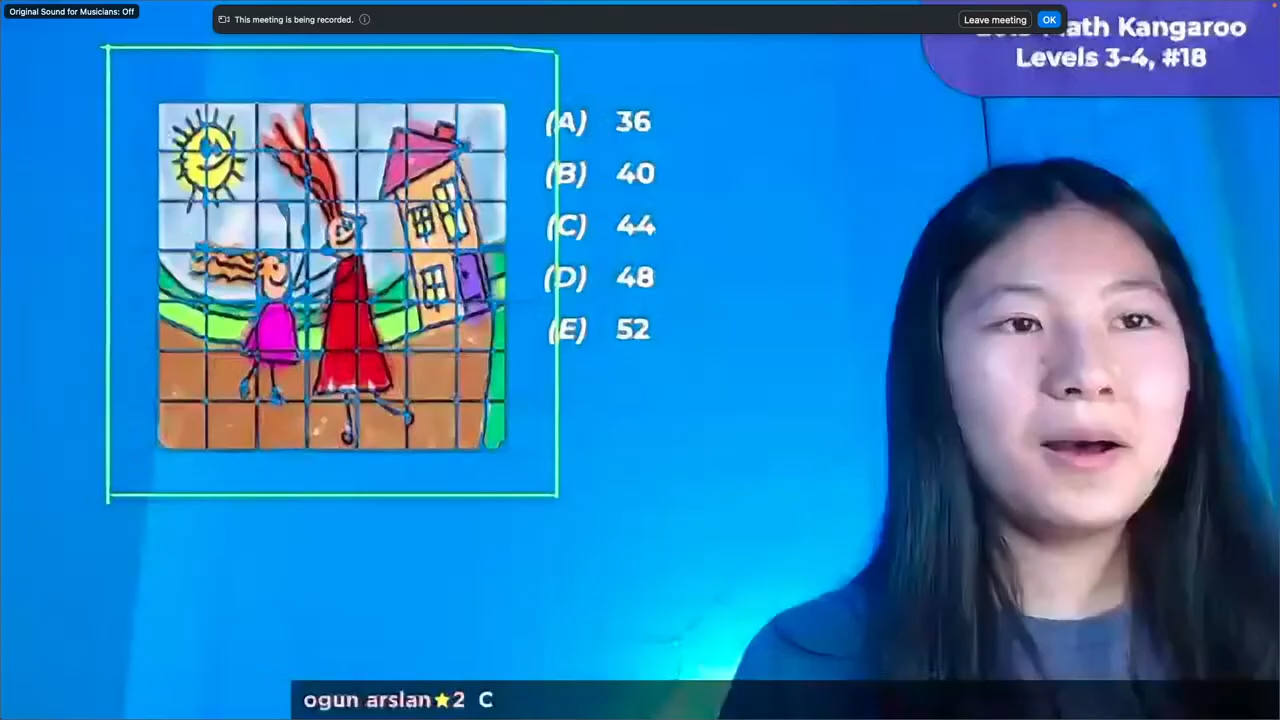 Original Sound for Musicians: Off
This meeting is being recorded.
Leave meeting
OK
Math Kangaroo
Levels 3-4, #18
(A) 36
(B) 40
(C) 44
(D) 48
(E) 52
ogun arslan⭐2 C